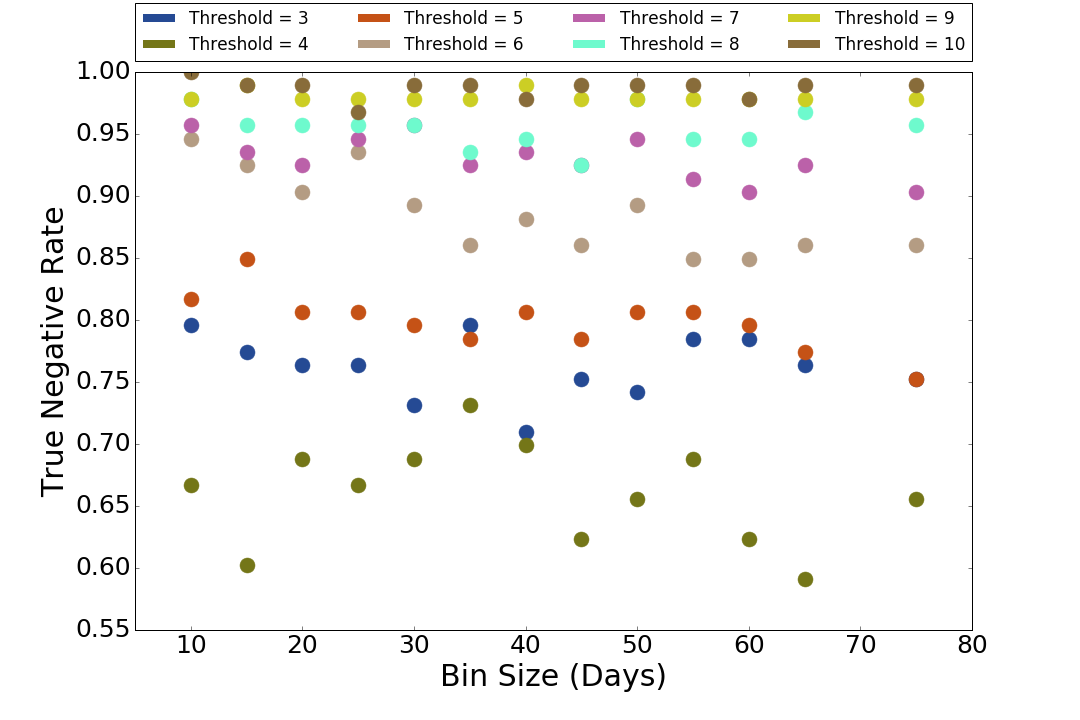 Threshold = 3 Threshold = 5 Threshold = 7 Threshold = 9
Threshold = 4 Threshold = 6 Threshold = 8 Threshold = 10
1.00
0.95
0.90
0.85
0.80
0.75
0.70
0.65
0.60
0.55
True Negative Rate
10 20 30 40 50 60 70 80
Bin Size (Days)